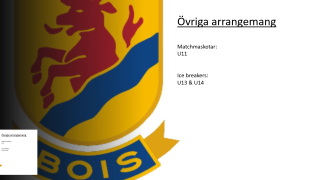 Övriga arrangemang
Matchmaskotar:
U11
Ice breakers:
U13 & U14
BOIS